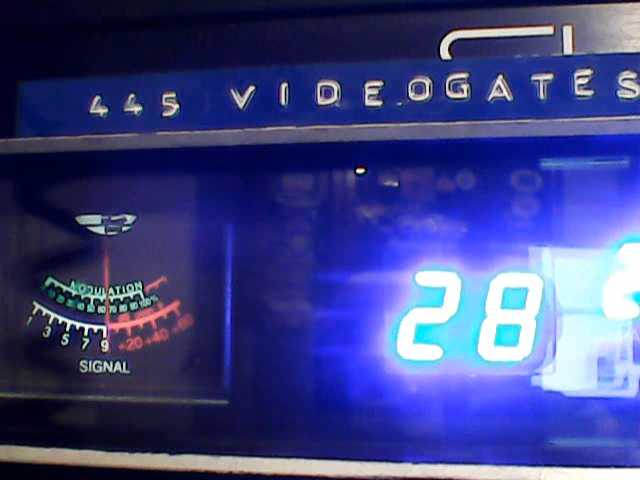 445 VIDEOGATES
28
MODULATION
1 3 5 7 9 +20 +40 +60
SIGNAL